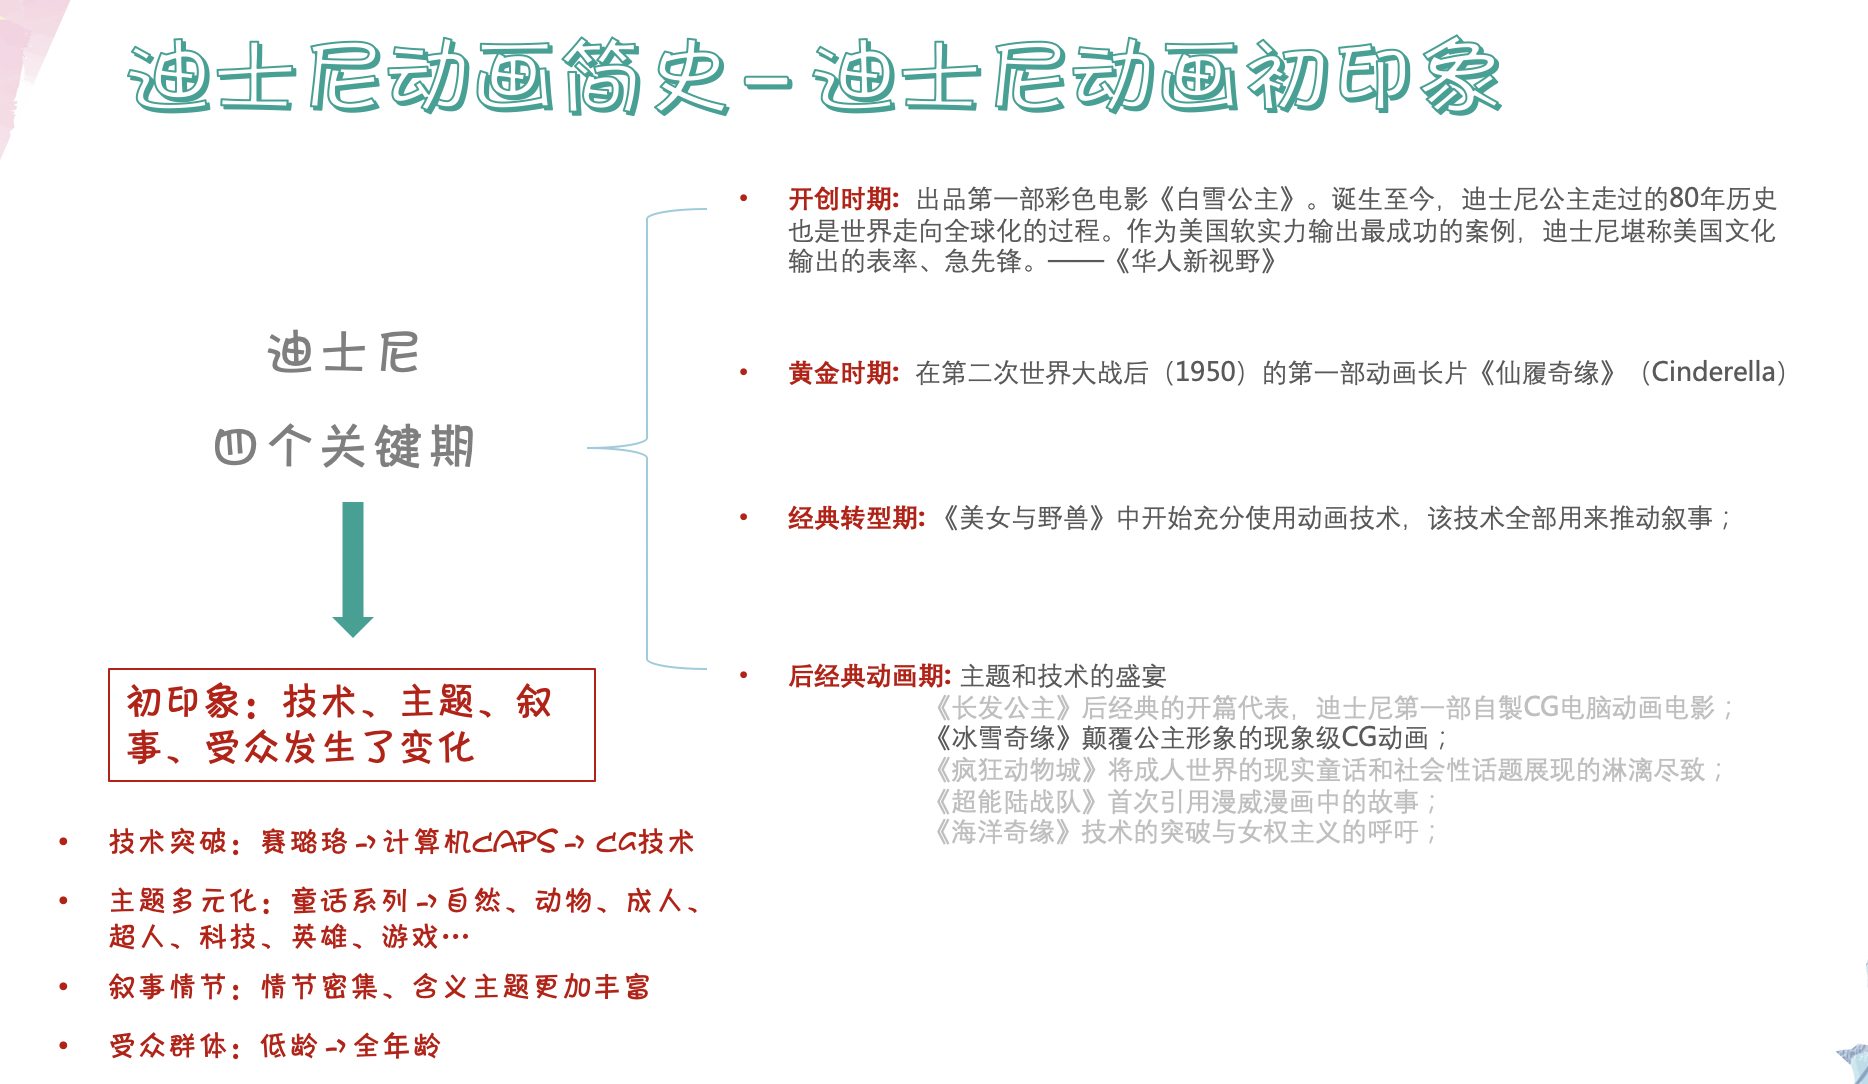 迪士尼动画简史-迪士尼动画初印象
迪士尼
四个关键期
初印象：技术、主题、叙
事、受众发生了变化
• 技术突破：赛璐珞->计算机CAPS-> CG技术
• 主题多元化：童话系列->自然、动物、成人、
超人、科技、英雄、游戏…
• 叙事情节：情节密集、含义主题更加丰富
• 受众群体：低龄->全年龄
• 开创时期：出品第一部彩色电影《白雪公主》。诞生至今，迪士尼公主走过的80年历史
也是世界走向全球化的过程。作为美国软实力输出最成功的案例，迪士尼堪称美国文化
输出的表率、急先锋。——《华人新视野》
• 黄金时期：在第二次世界大战后（1950）的第一部动画长片《仙履奇缘》（Cinderella）
• 经典转型期：《美女与野兽》中开始充分使用动画技术，该技术全部用来推动叙事；
• 后经典动画期：主题和技术的盛宴
《长发公主》后经典的开篇代表，迪士尼第一部自製CG电脑动画电影；
《冰雪奇缘》颠覆公主形象的现象级CG动画；
《疯狂动物城》将成人世界的现实童话和社会性话题展现的淋漓尽致；
《超能陆战队》首次引用漫威漫画中的故事；
《海洋奇缘》技术的突破与女权主义的呼吁；